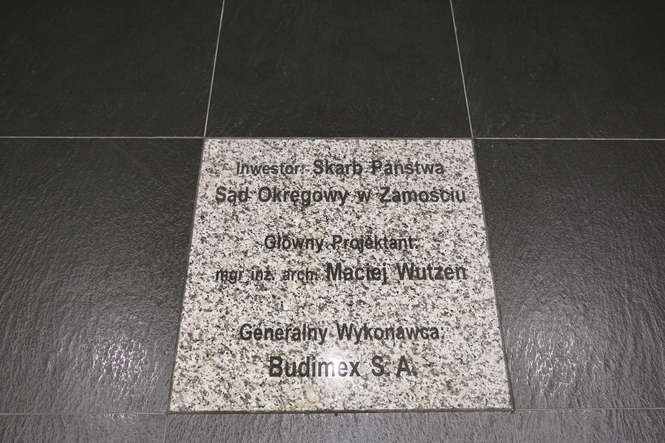 Inwestor: Skarb Państwa
Sąd Okręgowy w Zamościu
Główny Projektant:
mgr inż. arch. Maciej Wutzen
Generalny Wykonawca:
Budimex S.A.